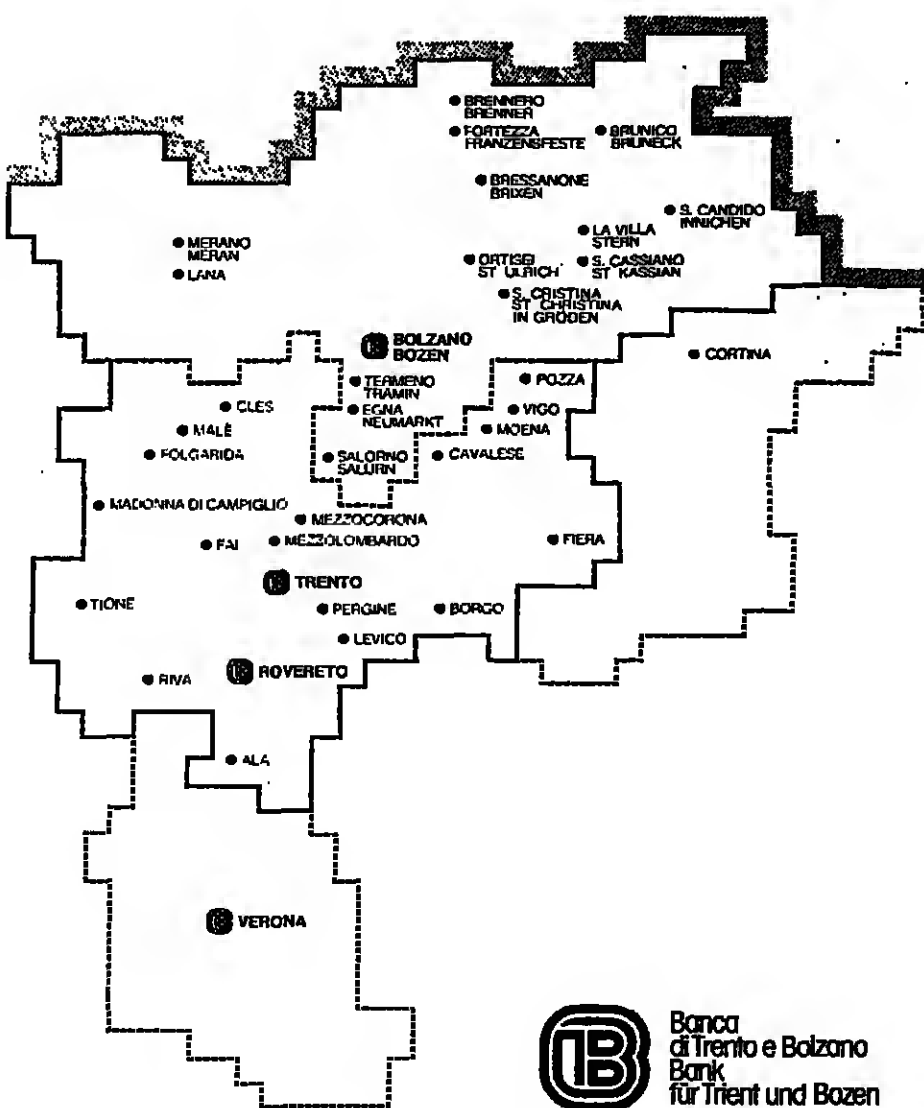 BRENNERO
BRENNER
FORTEZZA
FRANZENSFESTE
BRUNICO
BRUNECK
BRESSANONE
BRIXEN
S. CANDIDO
INNICHEN
LA VILLA
STERN
MERANO
MERAN
ORTISEI
ST ULRICH
S. CASSIANO
ST KASSIAN
LANA
S. CRISTINA
ST CHRISTINA
IN GRÖDEN
BOLZANO
BOZEN
CORTINA
TERMENO
TRAMIN
POZZA
CLES
EGNA
NEUMARKT
VIGO
MALÈ
MOENA
FOLGARIDA
SALORNO
SALURN
CAVALESE
MADONNA DI CAMPIGLIO
MEZZOCORONA
FAI
MEZZOLOMBARDO
FIERA
TRENTO
TIONE
PERGINE
BORGO
LEVICO
RIVA
ROVERETO
ALA
VERONA
Banca
di Trento e Bolzano
Bank
für Trient und Bozen